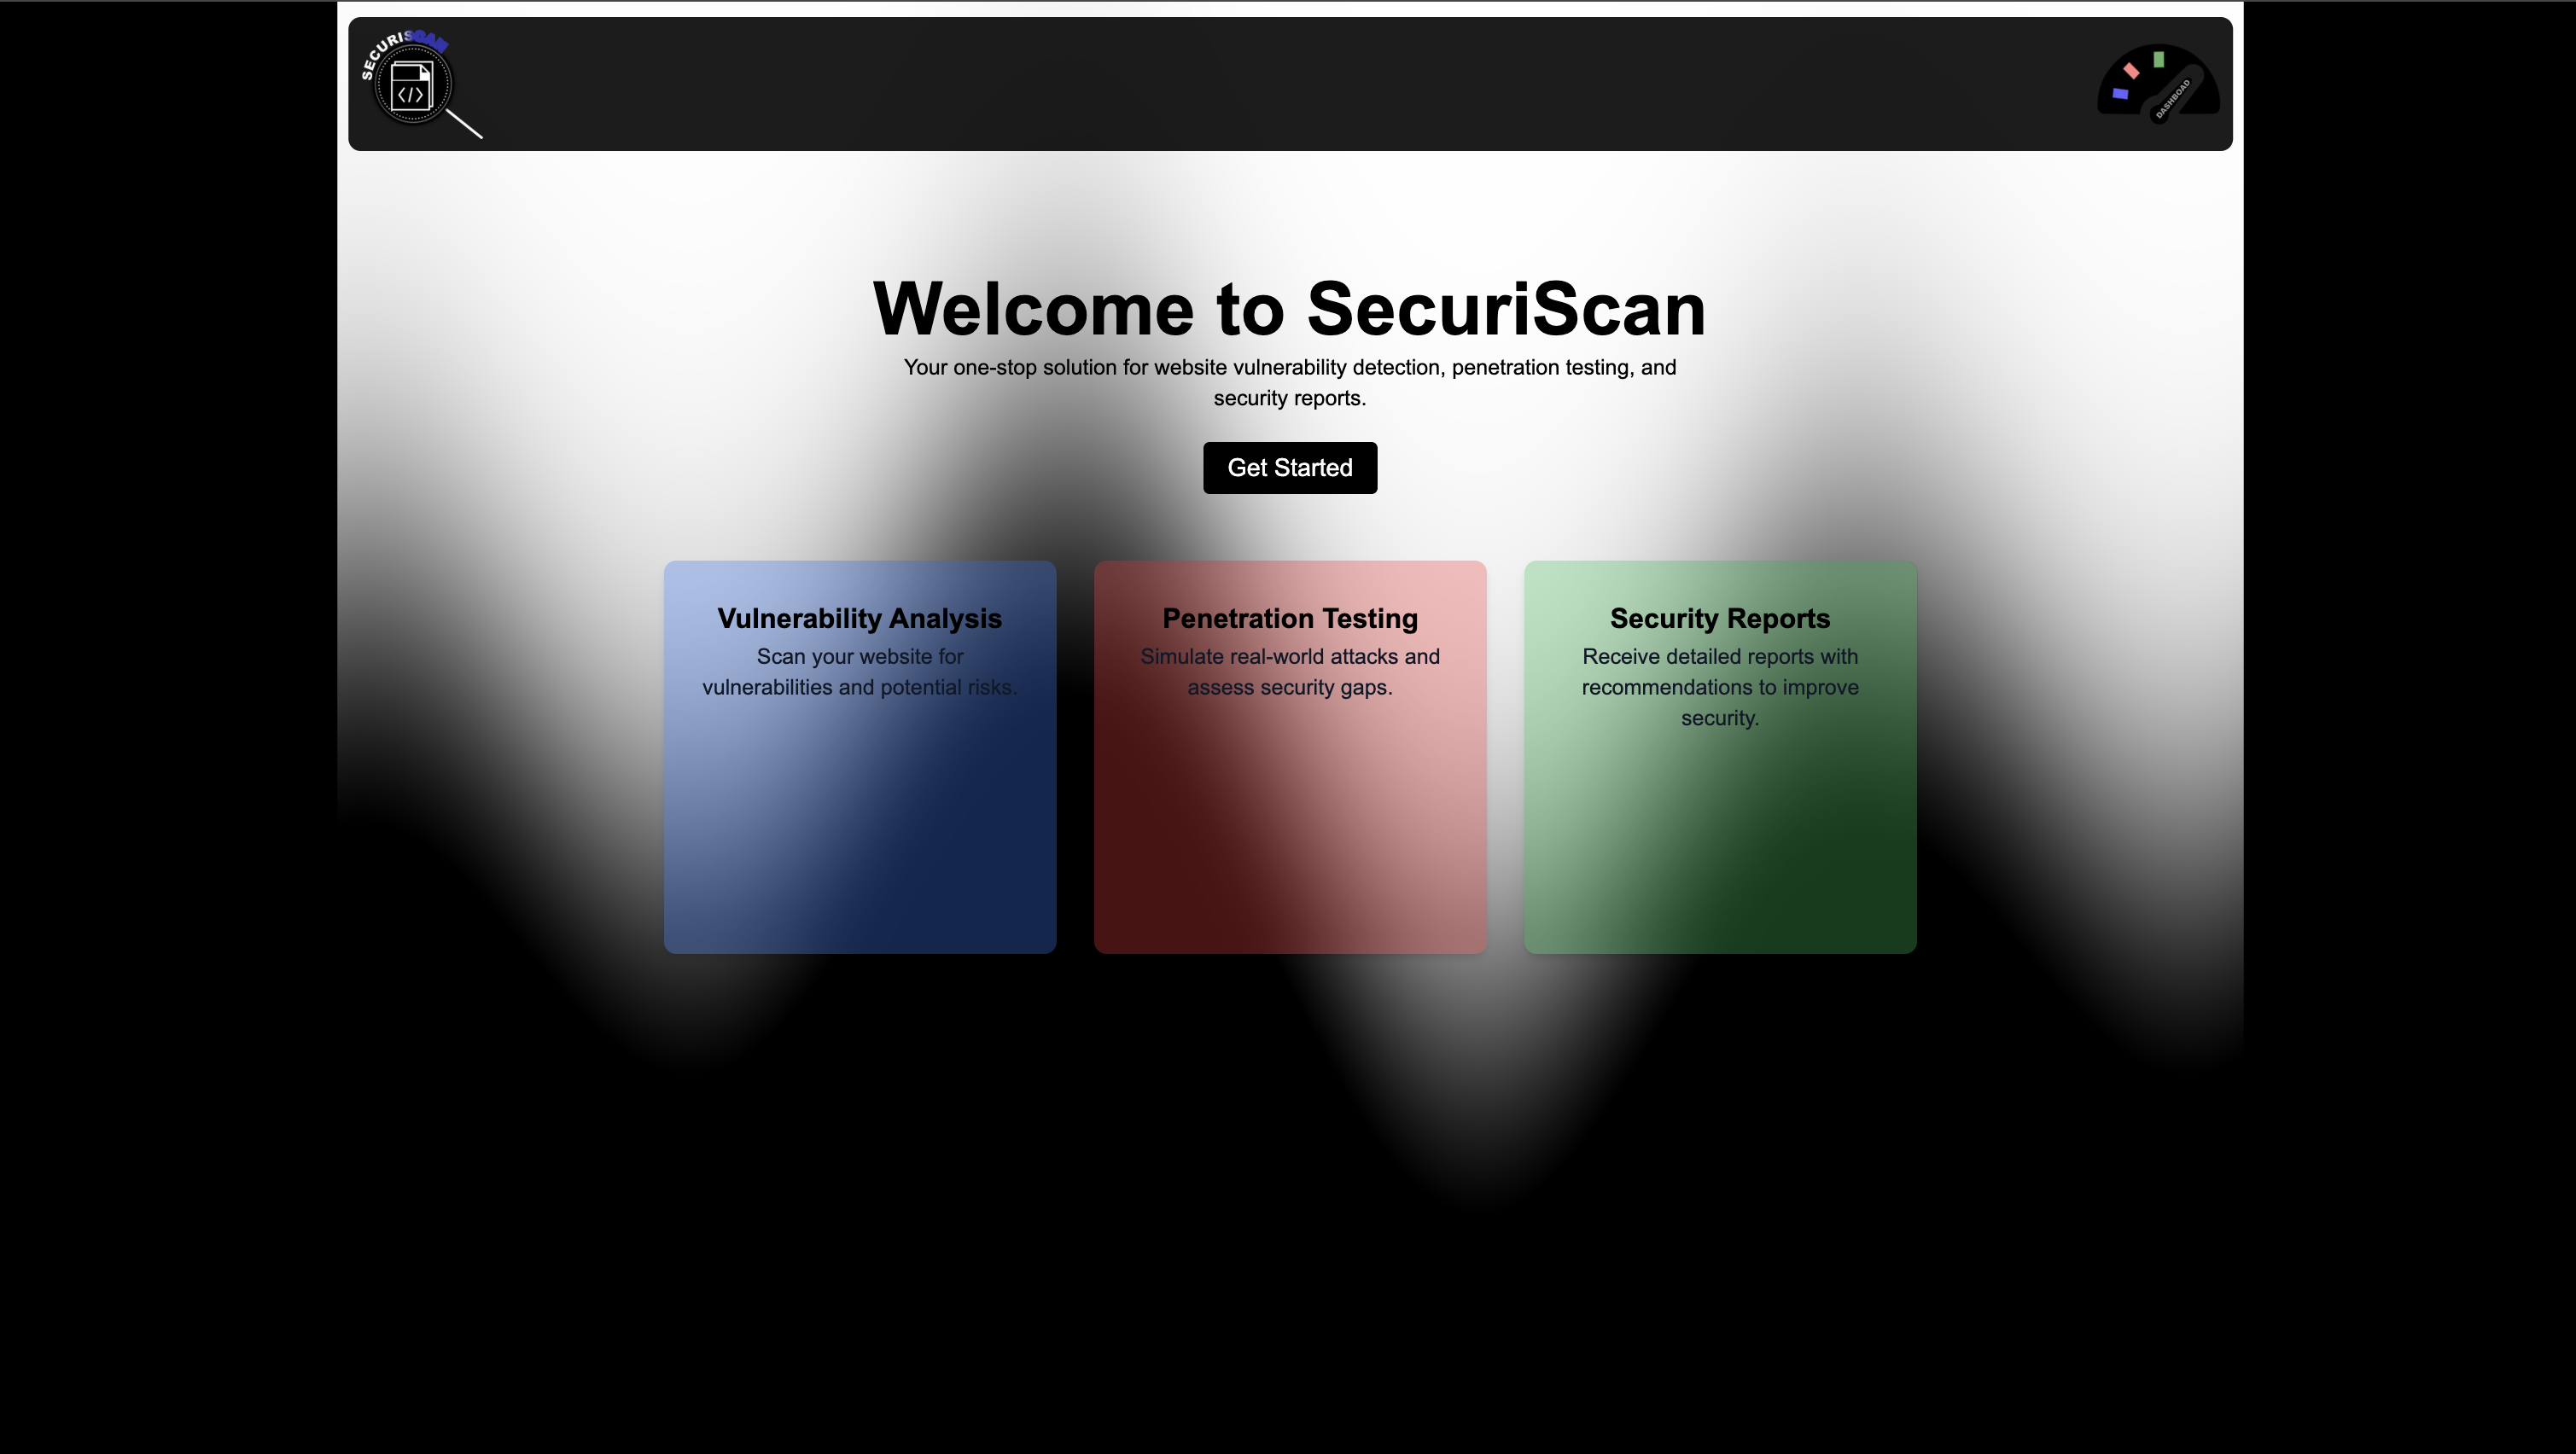 SECURISCAN
DASHBOAD
Welcome to SecuriScan
Your one-stop solution for website vulnerability detection, penetration testing, and
security reports.
Get Started
Vulnerability Analysis
Scan your website for
vulnerabilities and potential risks.
Penetration Testing
Simulate real-world attacks and
assess security gaps.
Security Reports
Receive detailed reports with
recommendations to improve
security.